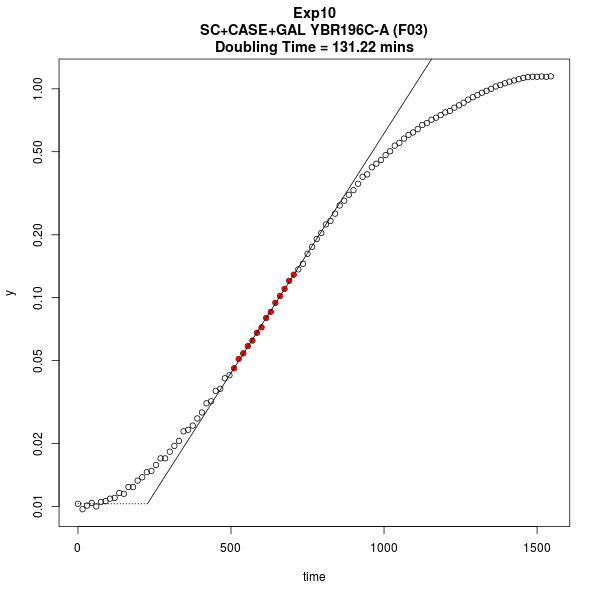 Exp10
SC+CASE+GAL YBR196C-A (F03)
Doubling Time = 131.22 mins
1.00
0.50
0.20
0.10
0.05
0.02
0.01
y
0
500
1000
1500
time